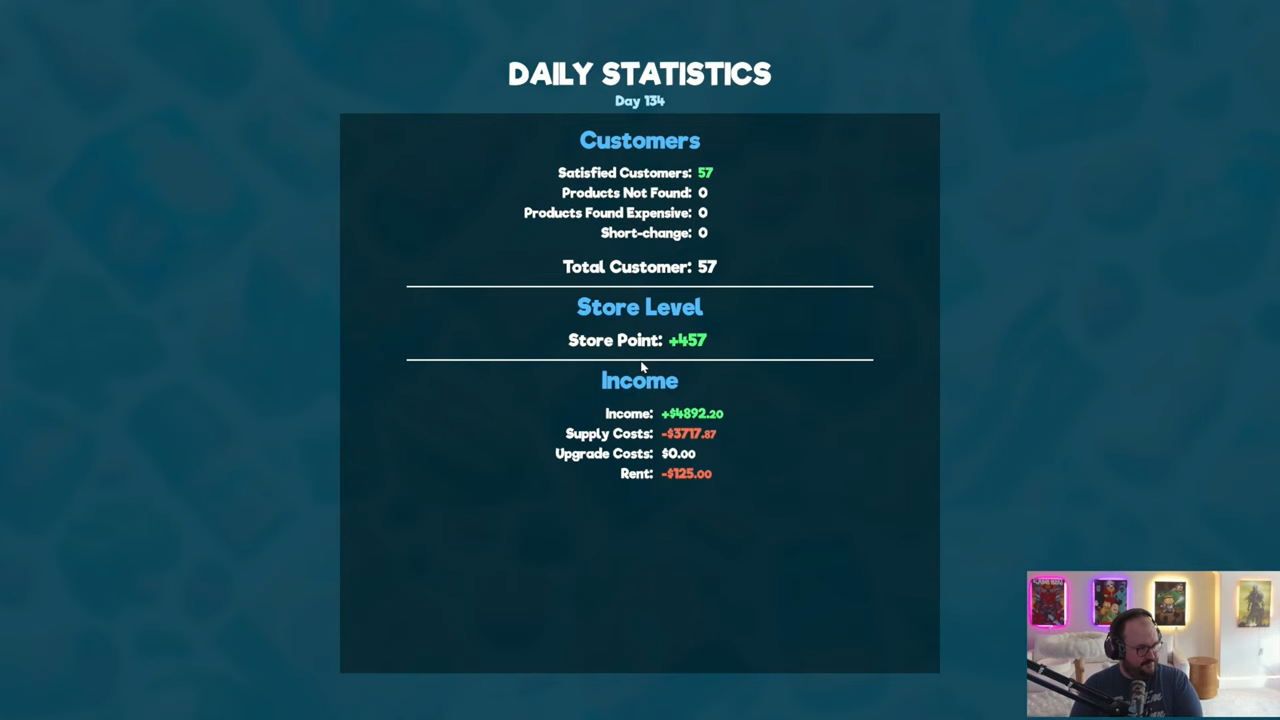 DAILY STATISTICS
Day 134
Customers
Satisfied Customers: 57
Products Not Found: 0
Products Found Expensive: 0
Short-change: 0
Total Customer: 57
Store Level
Store Point: +457
Income
Income: +$4892.20
Supply Costs: -$3717.87
Upgrade Costs: $0.00
Rent: -$125.00